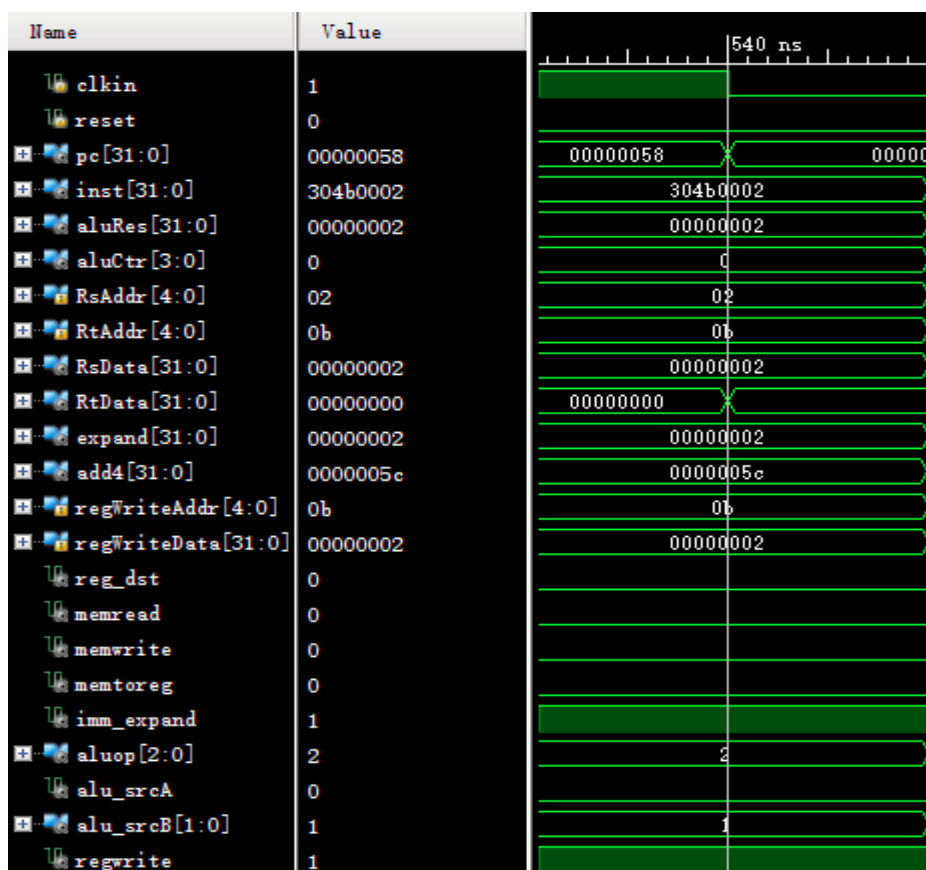 Name Value
540 ns
clkin 1
reset 0
pc[31:0] 00000058 00000058 00000
inst[31:0] 304b0002 304b0002
aluRes[31:0] 00000002 00000002
aluCtr[3:0] 0 0
RsAddr[4:0] 02 02
RtAddr[4:0] 0b 0b
RsData[31:0] 00000002 00000002
RtData[31:0] 00000000 00000000
expand[31:0] 00000002 00000002
add4[31:0] 0000005c 0000005c
regWriteAddr[4:0] 0b 0b
regWriteData[31:0] 00000002 00000002
reg_dst 0
memread 0
memwrite 0
memtoreg 0
imm_expand 1
aluop[2:0] 2 2
alu_srcA 0
alu_srcB[1:0] 1 1
regwrite 1